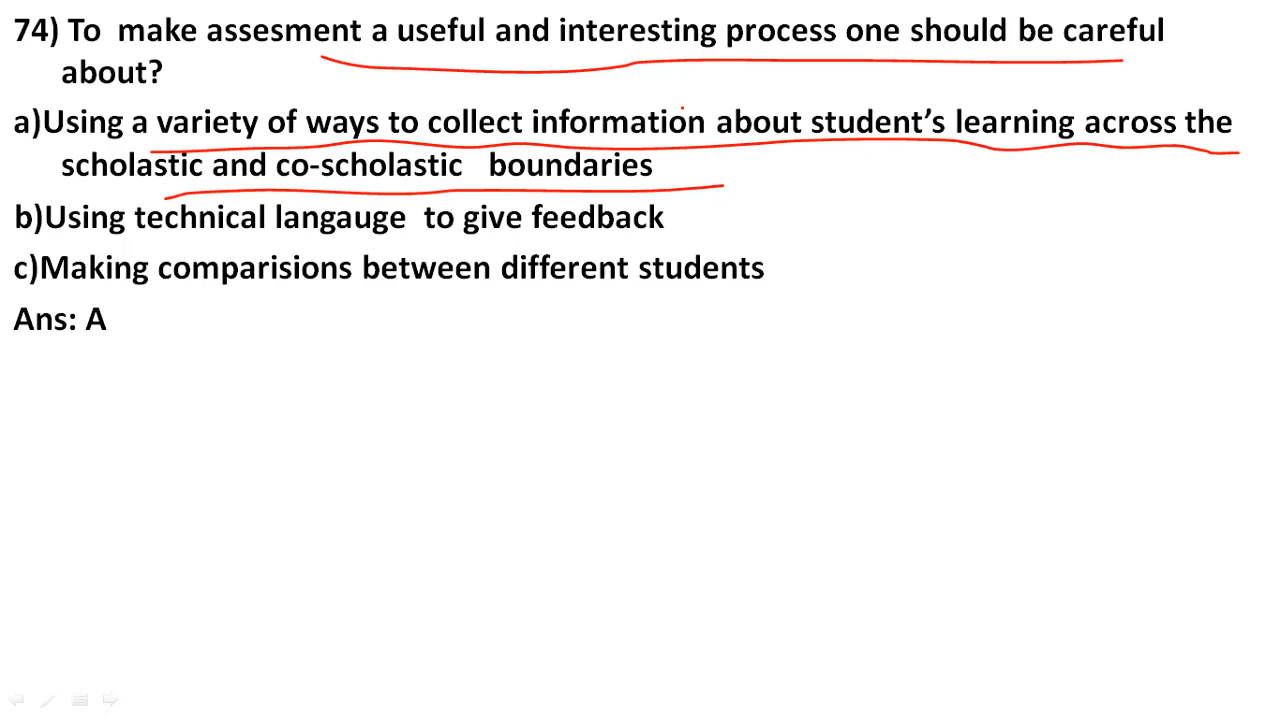 74) To make assesment a useful and interesting process one should be careful
about?
a)Using a variety of ways to collect information about student’s learning across the
scholastic and co-scholastic boundaries
b)Using technical langauge to give feedback
c)Making comparisions between different students
Ans: A